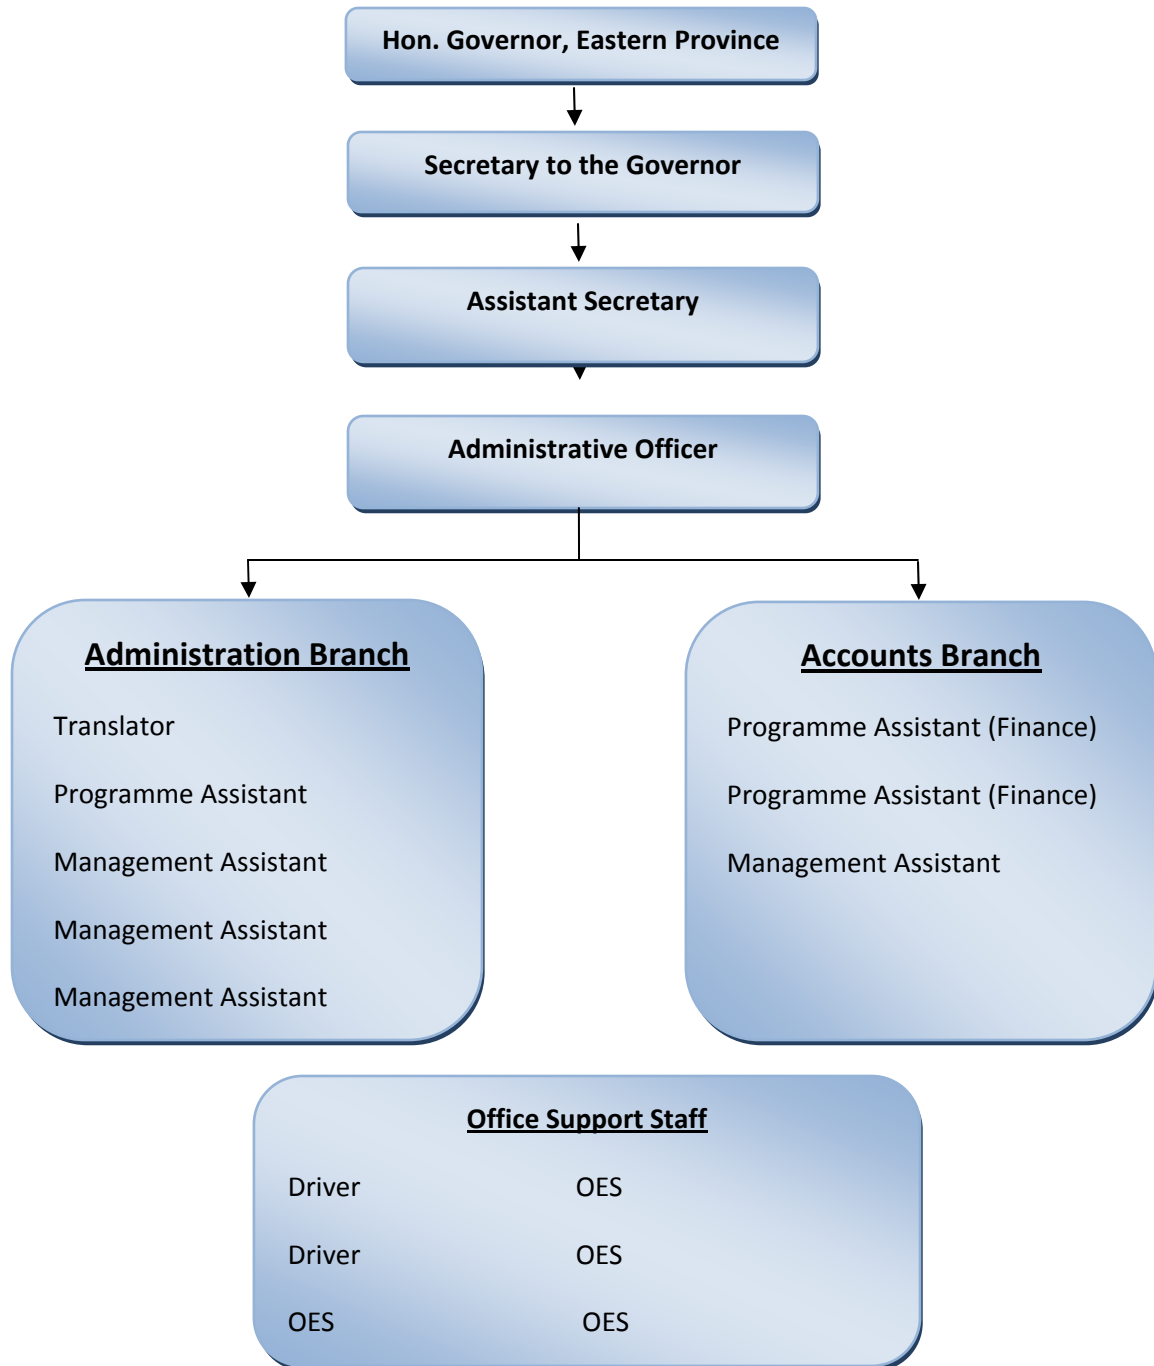 Hon. Governor, Eastern Province
Secretary to the Governor
Assistant Secretary
Administrative Officer
Administration Branch
Translator
Programme Assistant
Management Assistant
Management Assistant
Management Assistant
Accounts Branch
Programme Assistant (Finance)
Programme Assistant (Finance)
Management Assistant
Office Support Staff
Driver OES
Driver OES
OES OES